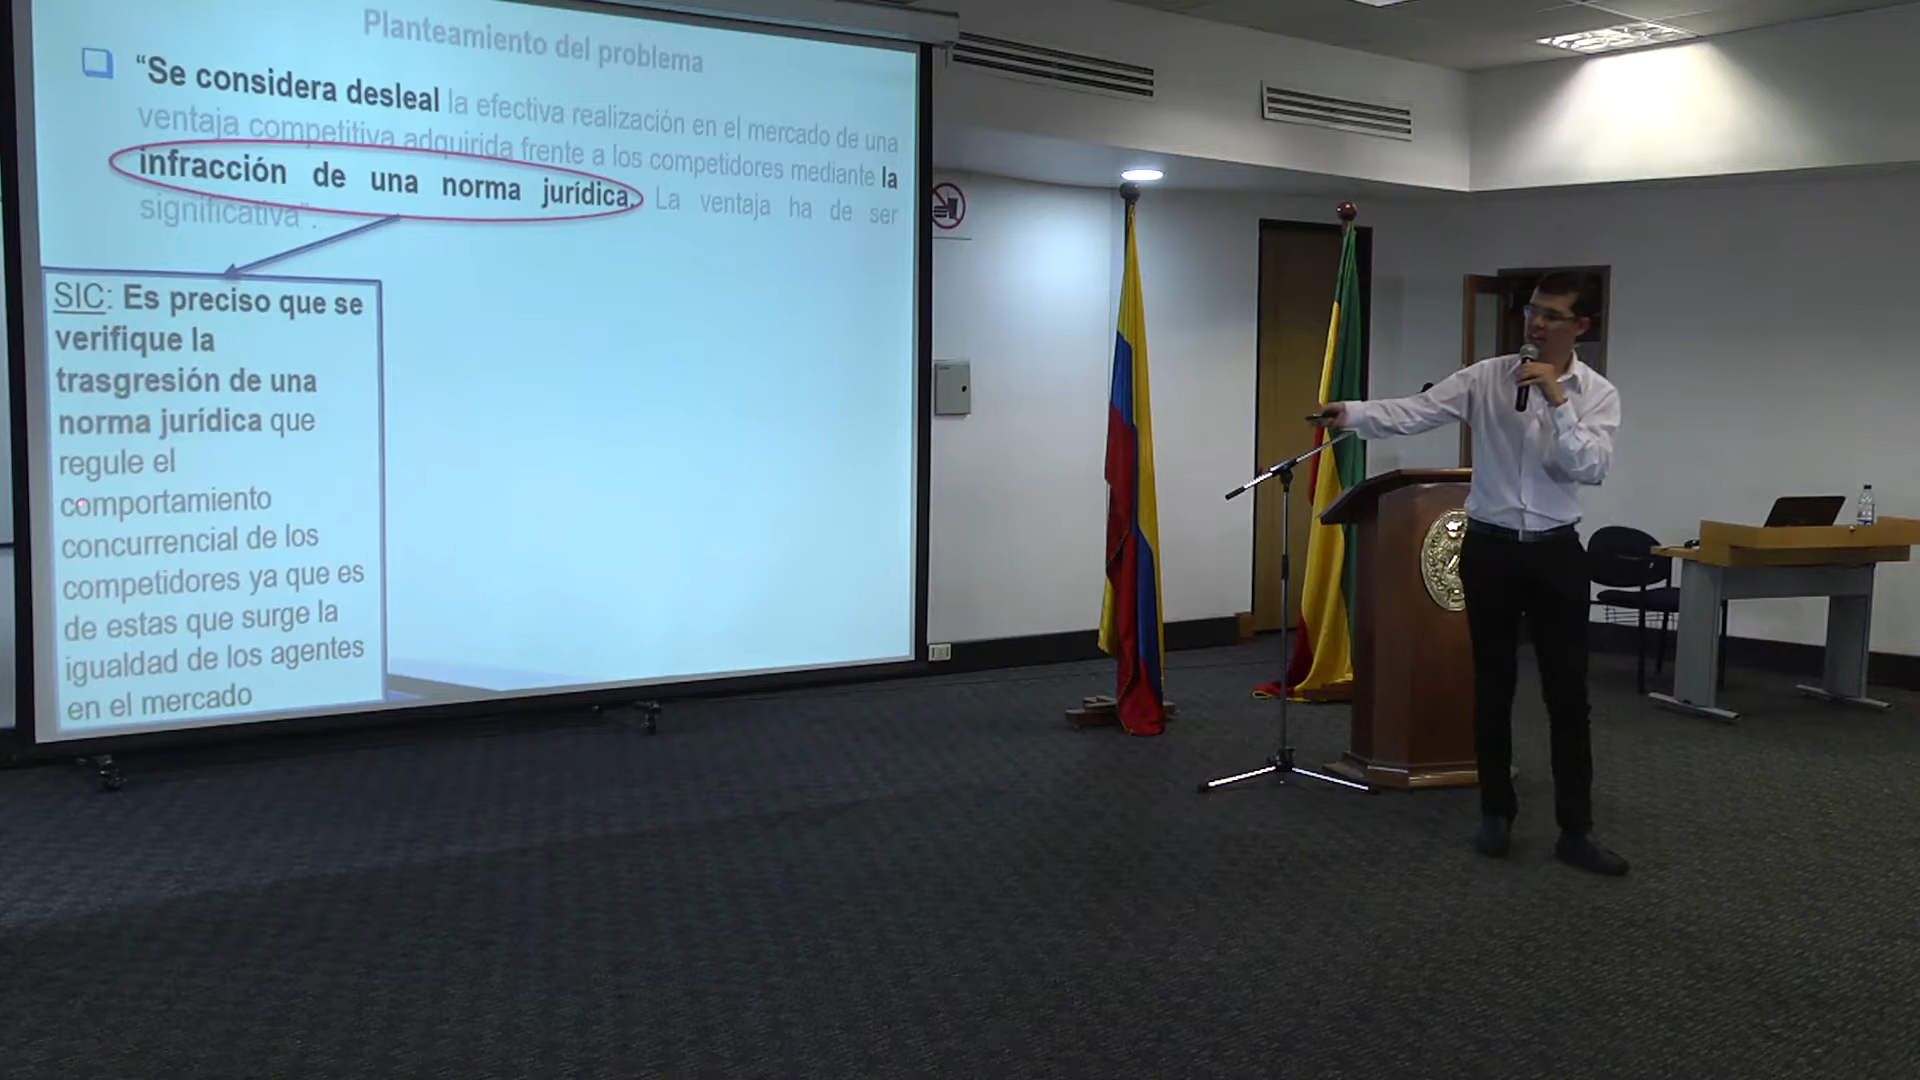 Planteamiento del problema
“Se considera desleal la efectiva realización en el mercado de una
ventaja competitiva adquirida frente a los competidores mediante la
infracción de una norma jurídica. La ventaja ha de ser
significativa”.
SIC: Es preciso que se
verifique la
trasgresión de una
norma jurídica que
regule el
comportamiento
concurrencial de los
competidores ya que es
de estas que surge la
igualdad de los agentes
en el mercado